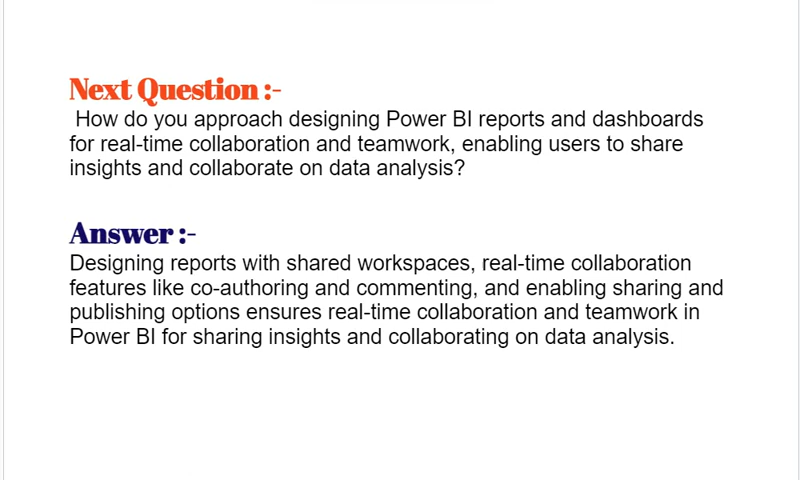 Next Question :-
How do you approach designing Power BI reports and dashboards
for real-time collaboration and teamwork, enabling users to share
insights and collaborate on data analysis?
Answer :-
Designing reports with shared workspaces, real-time collaboration
features like co-authoring and commenting, and enabling sharing and
publishing options ensures real-time collaboration and teamwork in
Power BI for sharing insights and collaborating on data analysis.